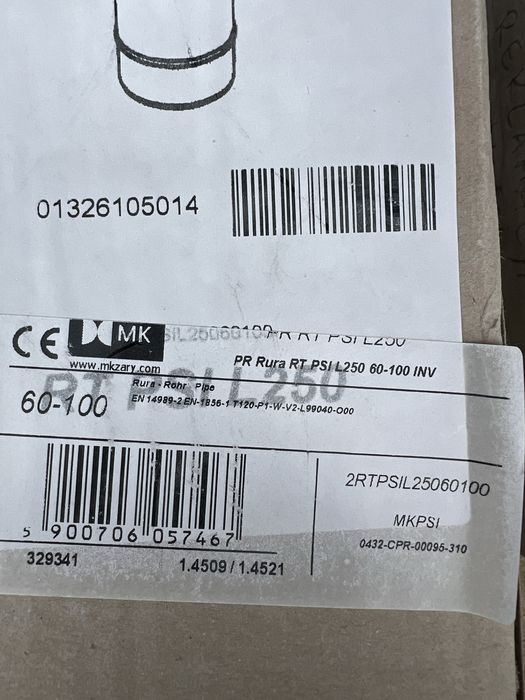 01326105014
CE MK
PR Rura RT PSI L250 60-100 INV
www.mkzary.com
RT PSI L250
60-100
Rura - Rohr Pipe
EN 14989-2 EN-1856-1 T120-P1-W-V2-L99040-O00
5 900706 057467
2RTPSIL25060100
MKPSI
0432-CPR-00095-310
329341
1.4509 / 1.4521